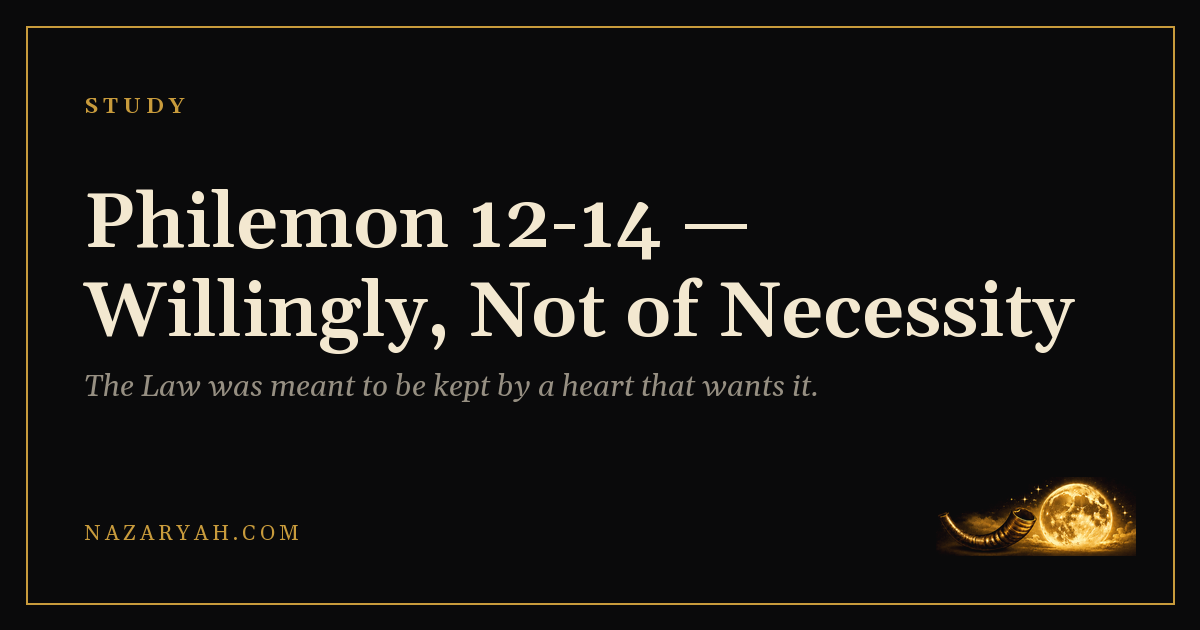 STUDY
Philemon 12-14 —
Willingly, Not of Necessity
The Law was meant to be kept by a heart that wants it.
NAZARYAH.COM